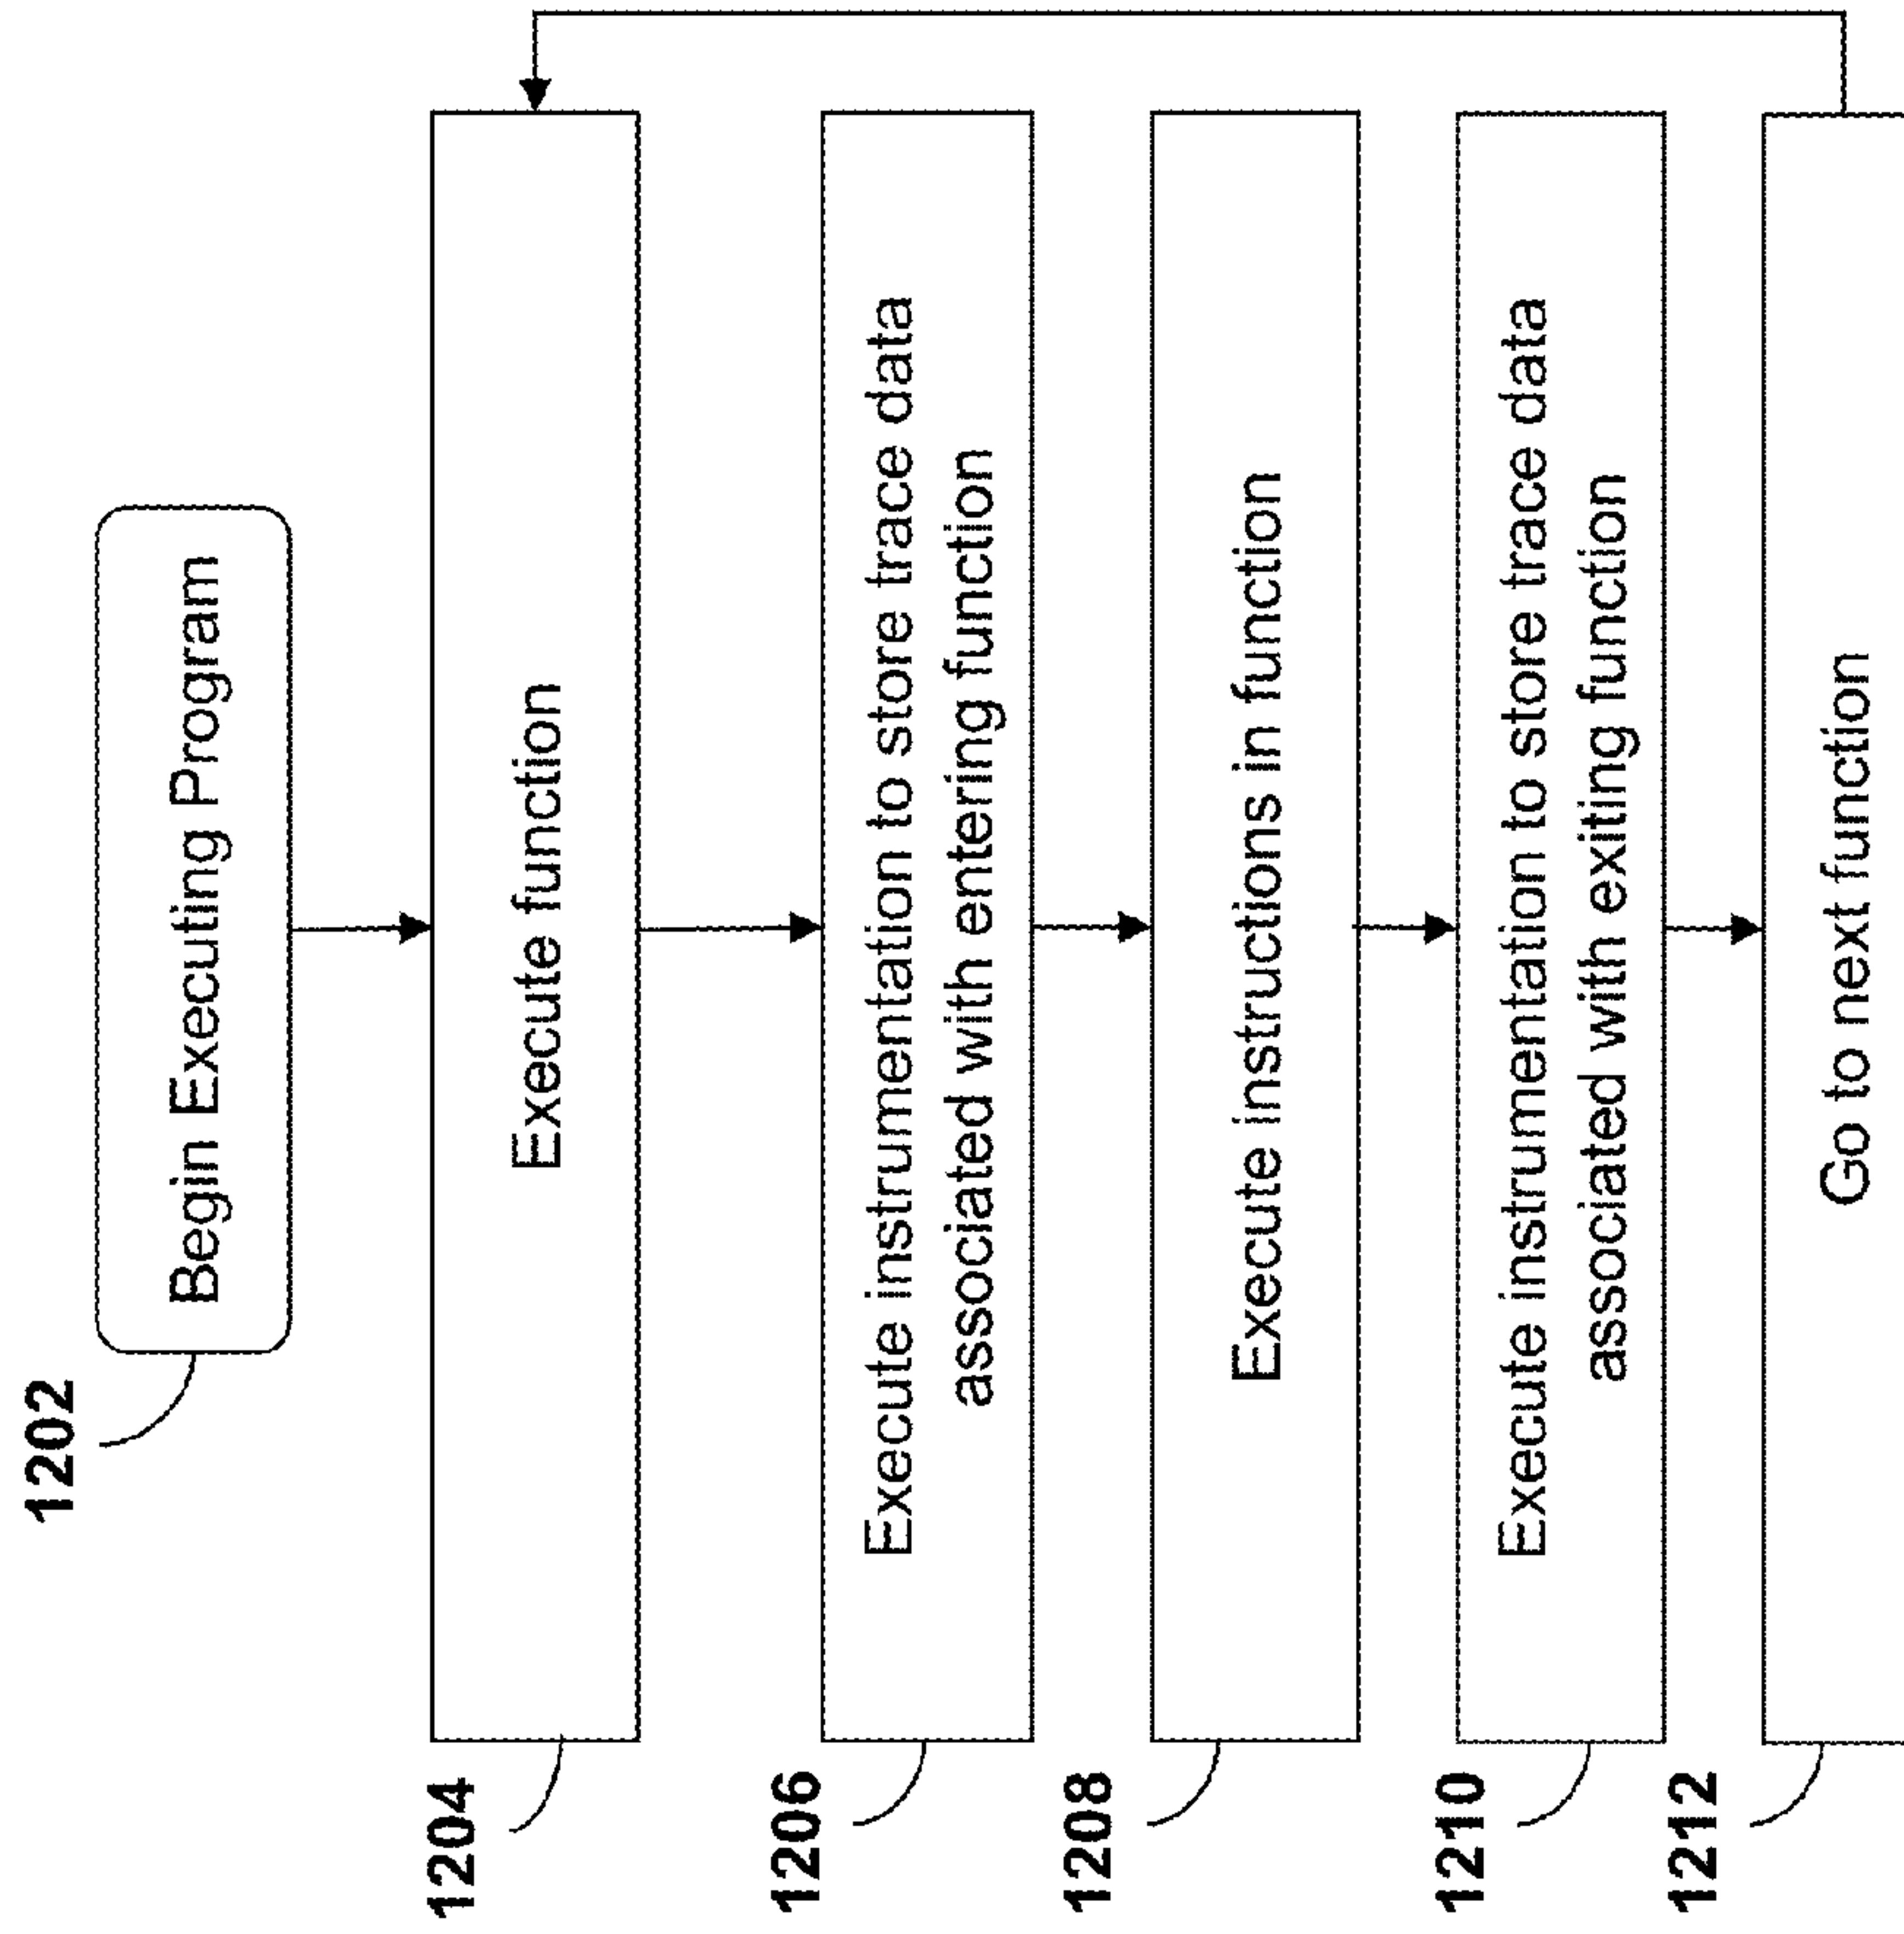 1202
Begin Executing Program
1204
Execute function
1206
Execute instrumentation to store trace data
associated with entering function
1208
Execute instructions in function
1210
Execute instrumentation to store trace data
associated with exiting function
1212
Go to next function